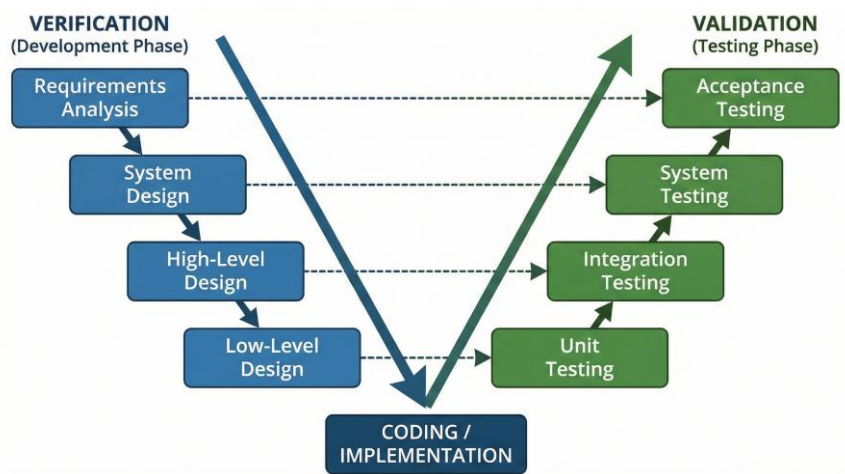 VERIFICATION
(Development Phase)
VALIDATION
(Testing Phase)
Requirements
Analysis
Acceptance
Testing
System
Design
System
Testing
High-Level
Design
Integration
Testing
Low-Level
Design
Unit
Testing
CODING /
IMPLEMENTATION